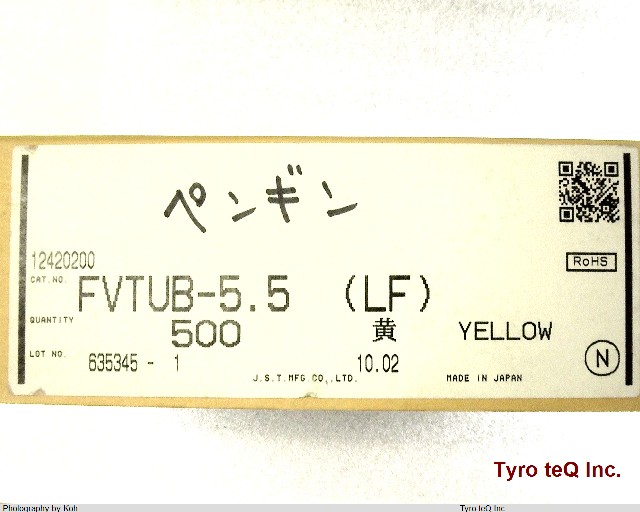 ペンギン
12420200
RoHS
CAT.NO. FVTUB-5.5 (LF)
QUANTITY 500 黄 YELLOW
LOT NO. 635345 - 1 10.02 N
J.S.T.MFG.CO.,LTD. MADE IN JAPAN
Tyro teQ Inc.
Photography by Koh Tyro teQ Inc